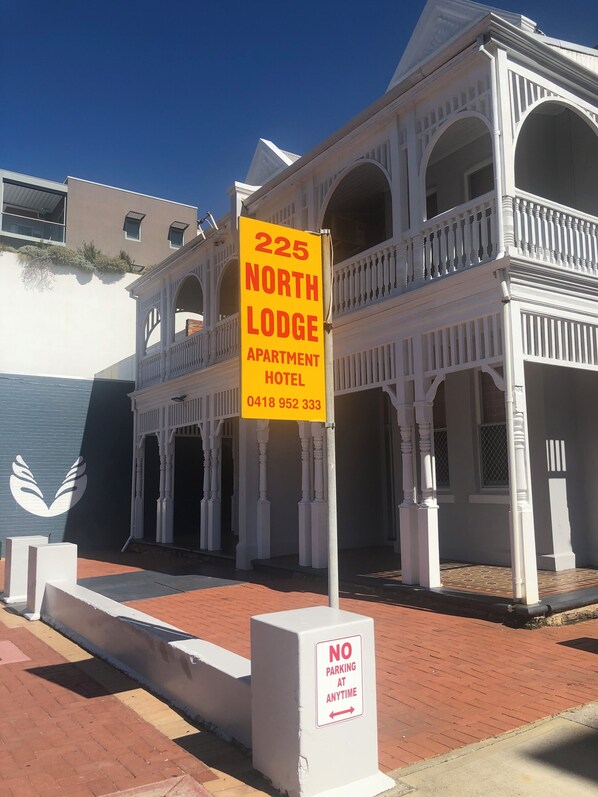 225
NORTH
LODGE
APARTMENT
HOTEL
0418 952 333
NO
PARKING
AT
ANYTIME